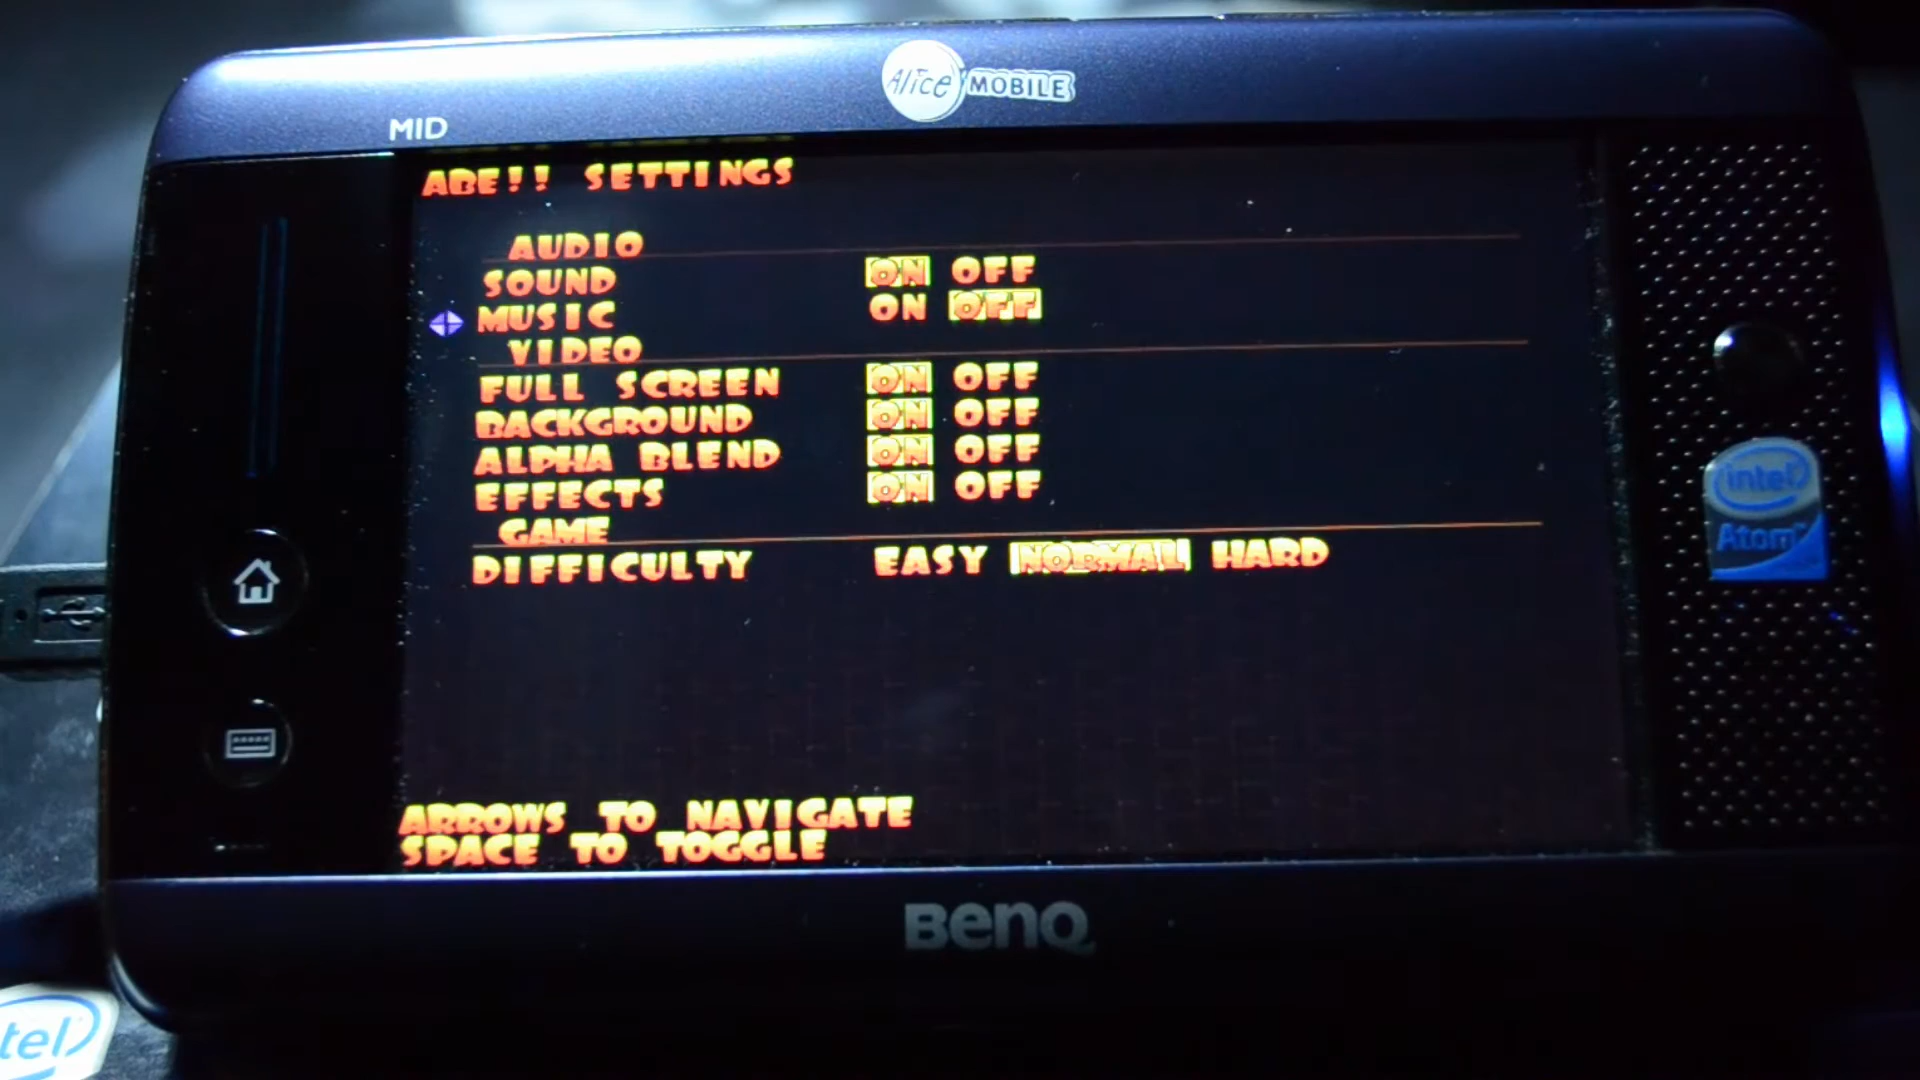 Alice MOBILE
MID
ABE!! SETTINGS
AUDIO
SOUND ON OFF
MUSIC ON OFF
VIDEO
FULL SCREEN ON OFF
BACKGROUND ON OFF
ALPHA BLEND ON OFF
EFFECTS ON OFF
GAME
DIFFICULTY EASY NORMAL HARD
ARROWS TO NAVIGATE
SPACE TO TOGGLE
intel
Atom™
BenQ
tel